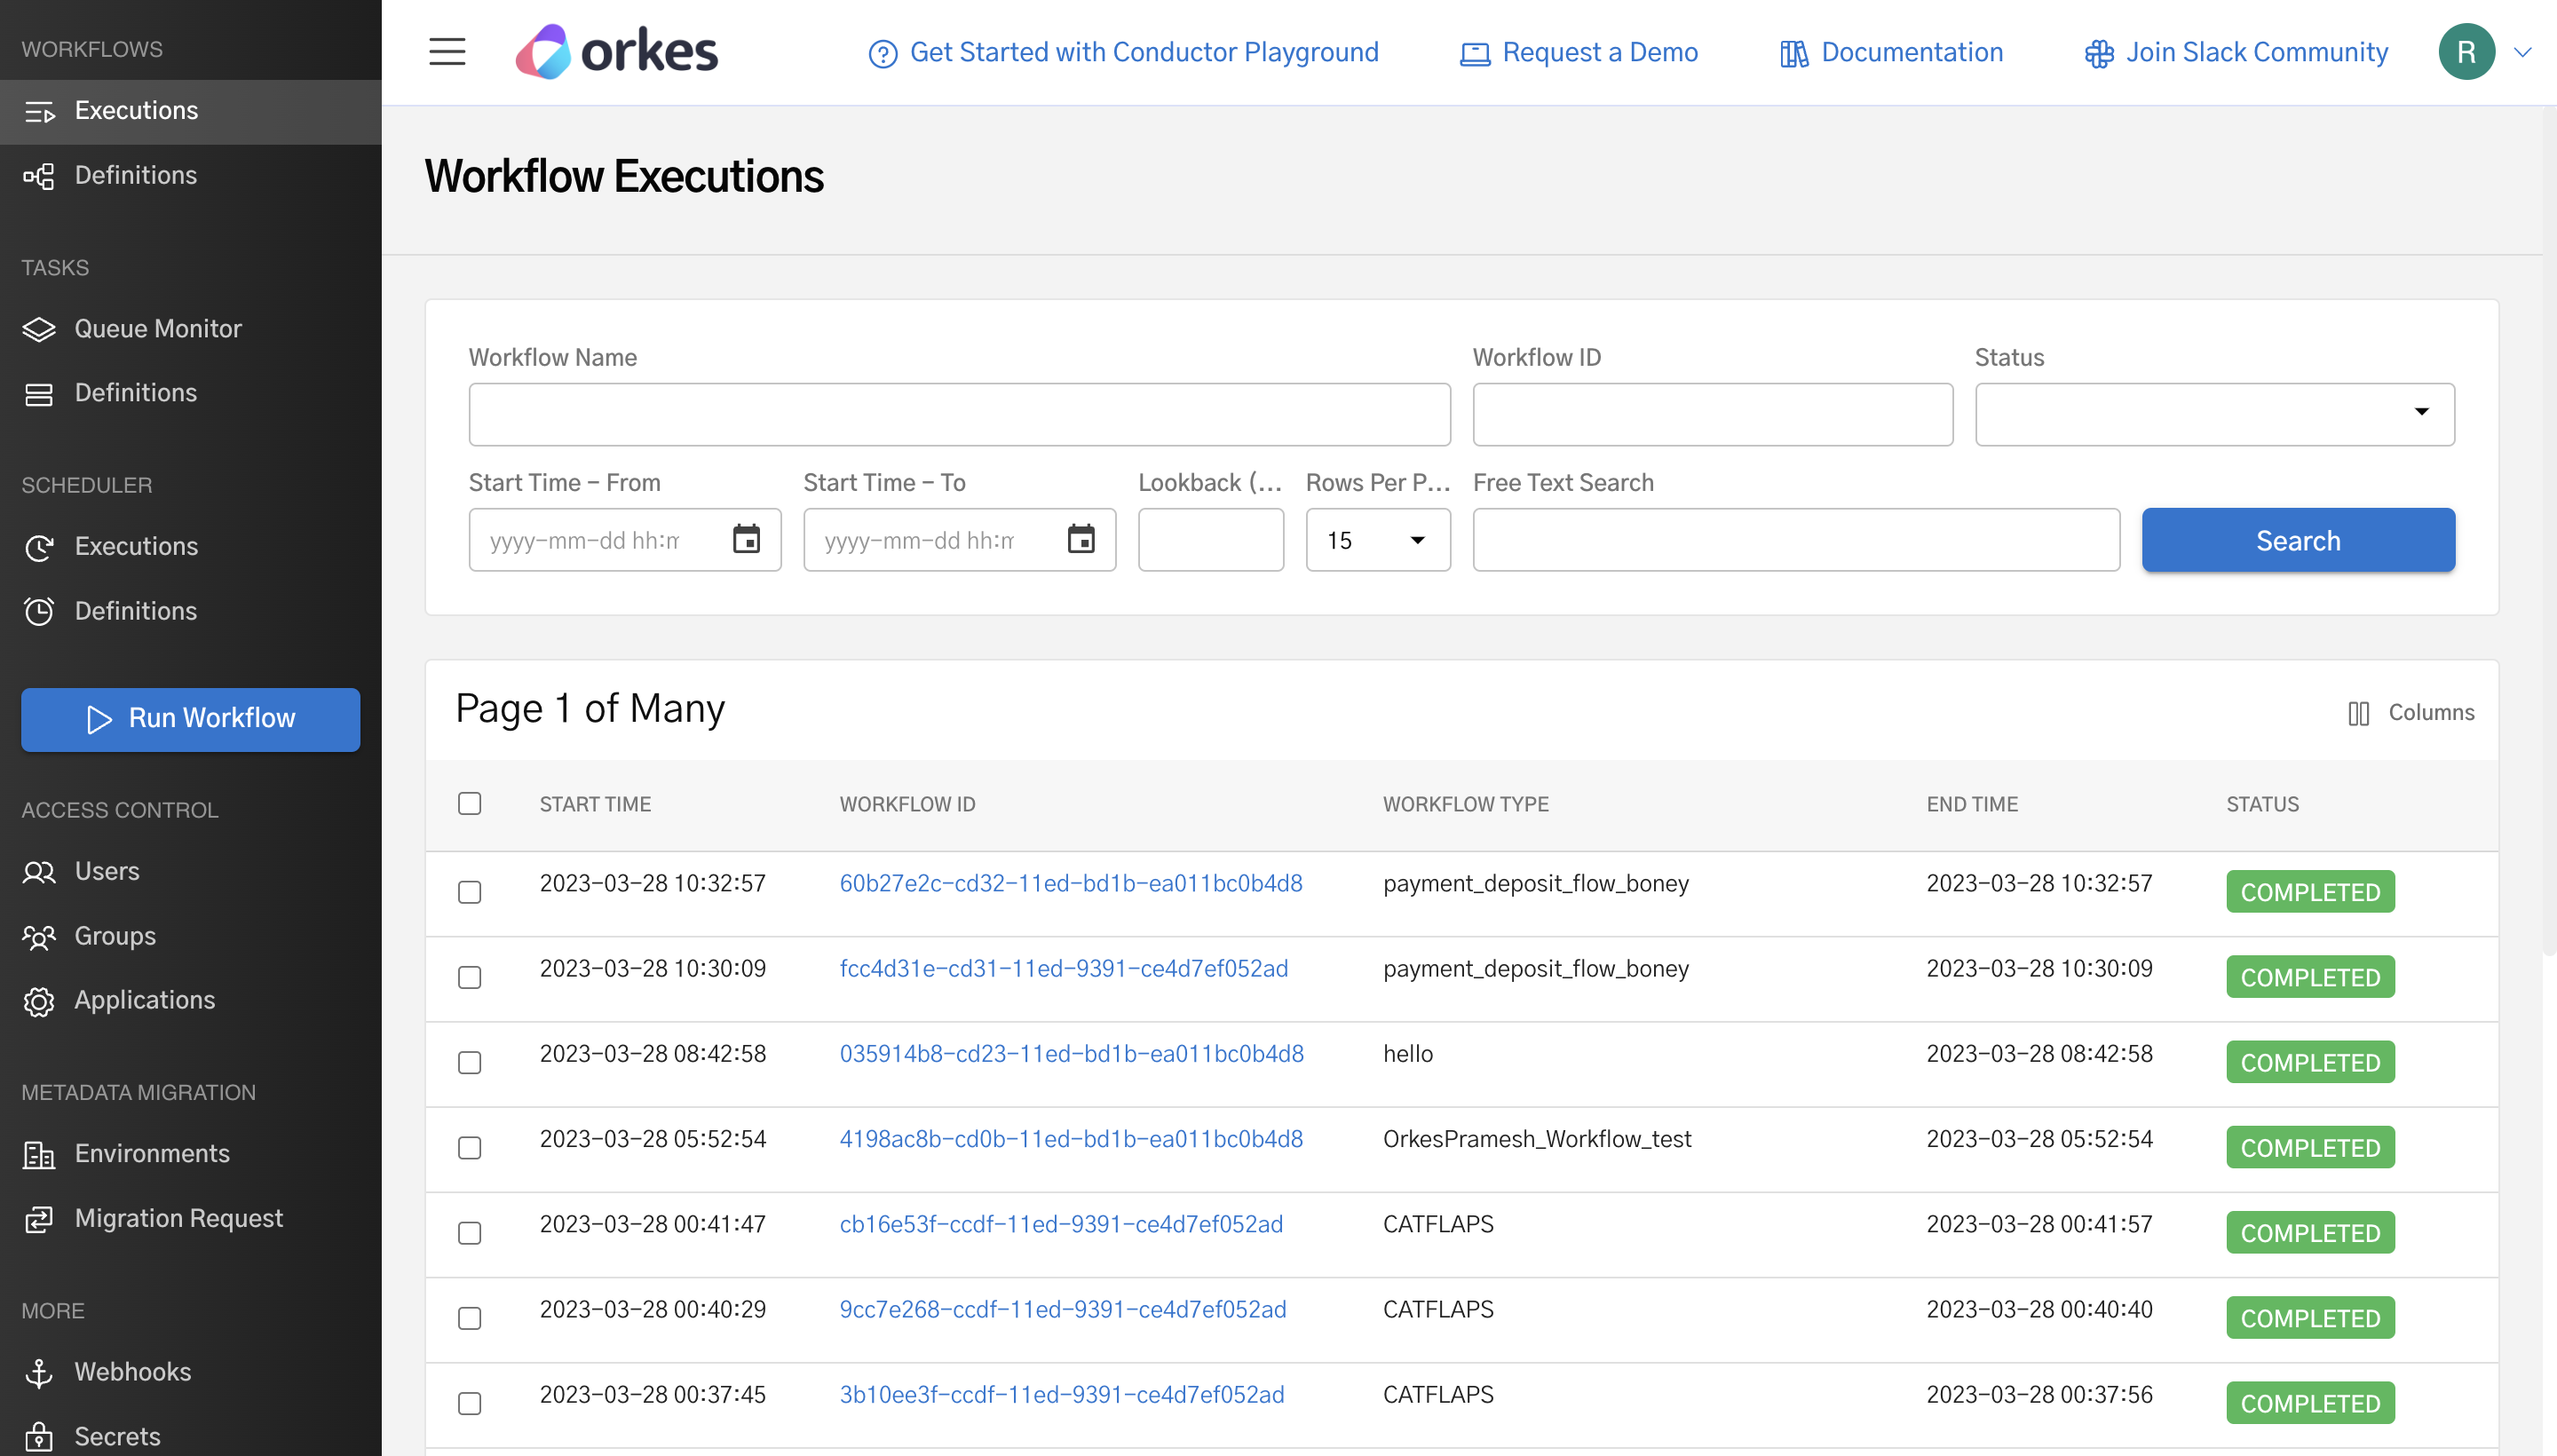 WORKFLOWS
Executions
Definitions
TASKS
Queue Monitor
Definitions
SCHEDULER
Executions
Definitions
Run Workflow
ACCESS CONTROL
Users
Groups
Applications
METADATA MIGRATION
Environments
Migration Request
MORE
Webhooks
Secrets
orkes
Get Started with Conductor Playground
Request a Demo
Documentation
Join Slack Community
R
Workflow Executions
Workflow Name
Workflow ID
Status
Start Time – From
Start Time – To
Lookback (...
Rows Per P...
Free Text Search
yyyy-mm-dd hh:m
yyyy-mm-dd hh:m
15
Search
Page 1 of Many
Columns
START TIME WORKFLOW ID WORKFLOW TYPE END TIME STATUS
2023-03-28 10:32:57 60b27e2c-cd32-11ed-bd1b-ea011bc0b4d8 payment_deposit_flow_boney 2023-03-28 10:32:57 COMPLETED
2023-03-28 10:30:09 fcc4d31e-cd31-11ed-9391-ce4d7ef052ad payment_deposit_flow_boney 2023-03-28 10:30:09 COMPLETED
2023-03-28 08:42:58 035914b8-cd23-11ed-bd1b-ea011bc0b4d8 hello 2023-03-28 08:42:58 COMPLETED
2023-03-28 05:52:54 4198ac8b-cd0b-11ed-bd1b-ea011bc0b4d8 OrkesPramesh_Workflow_test 2023-03-28 05:52:54 COMPLETED
2023-03-28 00:41:47 cb16e53f-ccdf-11ed-9391-ce4d7ef052ad CATFLAPS 2023-03-28 00:41:57 COMPLETED
2023-03-28 00:40:29 9cc7e268-ccdf-11ed-9391-ce4d7ef052ad CATFLAPS 2023-03-28 00:40:40 COMPLETED
2023-03-28 00:37:45 3b10ee3f-ccdf-11ed-9391-ce4d7ef052ad CATFLAPS 2023-03-28 00:37:56 COMPLETED